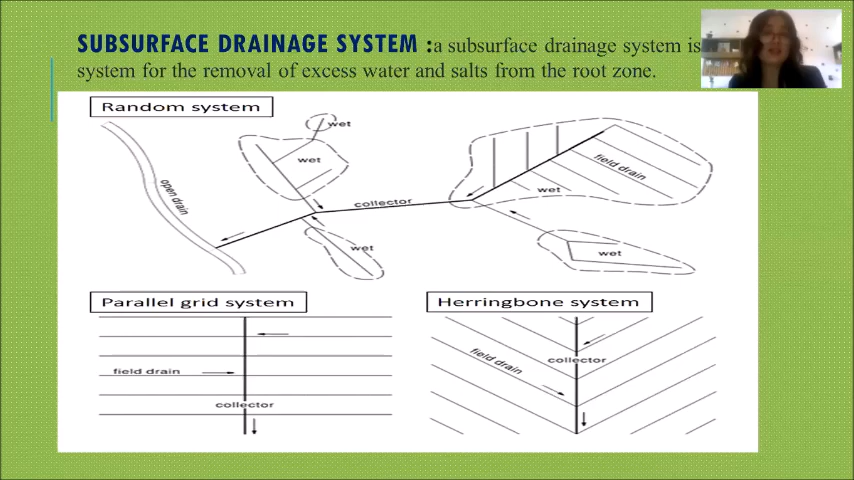 SUBSURFACE DRAINAGE SYSTEM :a subsurface drainage system is
system for the removal of excess water and salts from the root zone.
Random system
wet
wet
open drain
collector
field drain
wet
wet
wet
Parallel grid system
field drain
collector
Herringbone system
field drain
collector